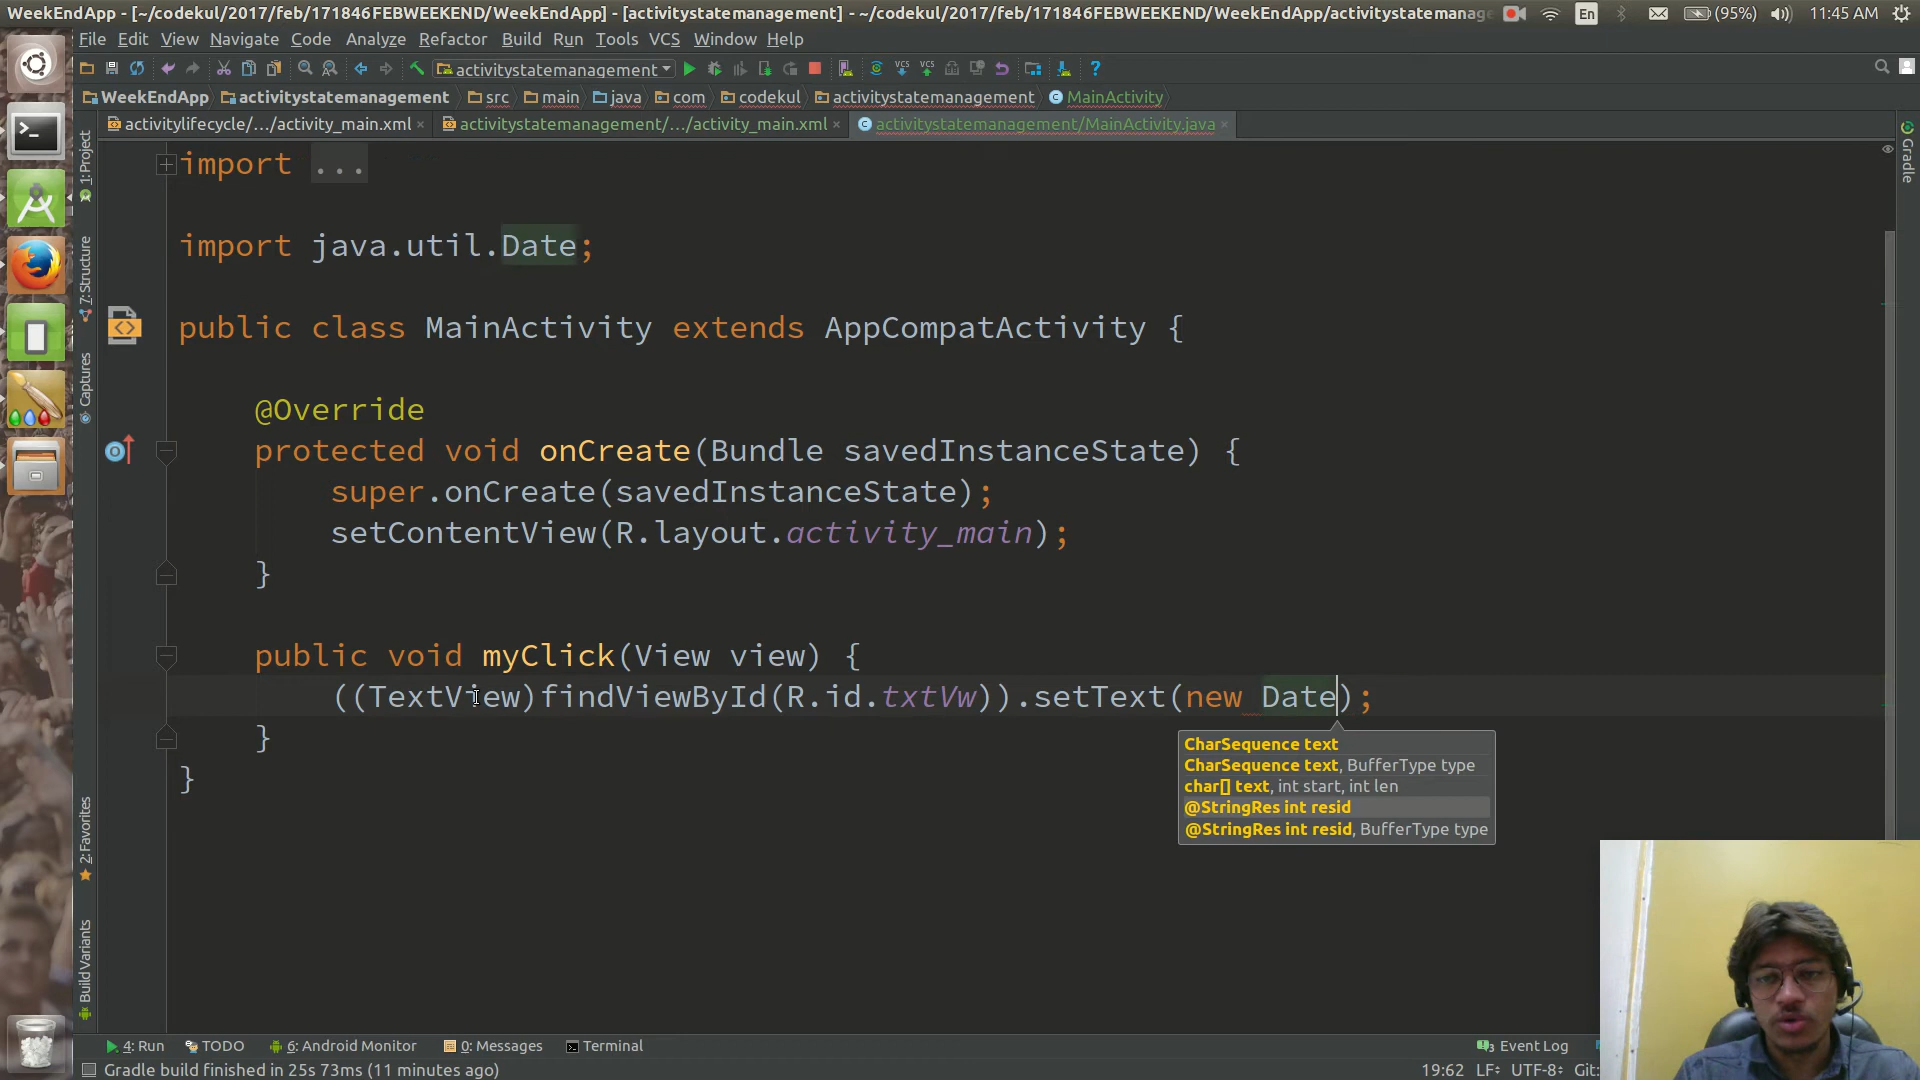 WeekEndApp - [~/codekul/2017/feb/171846FEBWEEKEND/WeekEndApp] - [activitystatemanagement] - ~/codekul/2017/feb/171846FEBWEEKEND/WeekEndApp/activitystatemanage
En
(95%)
11:45 AM
File Edit View Navigate Code Analyze Refactor Build Run Tools VCS Window Help
activitystatemanagement
VCS VCS
?
WeekEndApp activitystatemanagement src main java com codekul activitystatemanagement MainActivity
activitylifecycle/.../activity_main.xml activitystatemanagement/.../activity_main.xml activitystatemanagement/MainActivity.java
1: Project
7: Structure
Captures
2: Favorites
Build Variants
Gradle
import ...
import java.util.Date;
public class MainActivity extends AppCompatActivity {
@Override
protected void onCreate(Bundle savedInstanceState) {
super.onCreate(savedInstanceState);
setContentView(R.layout.activity_main);
}
public void myClick(View view) {
((TextView)findViewById(R.id.txtVw)).setText(new Date);
}
}
CharSequence text
CharSequence text, BufferType type
char[] text, int start, int len
@StringRes int resid
@StringRes int resid, BufferType type
4: Run TODO 6: Android Monitor 0: Messages Terminal
Event Log
Gradle build finished in 25s 73ms (11 minutes ago)
19:62 LF÷ UTF-8÷ Git: